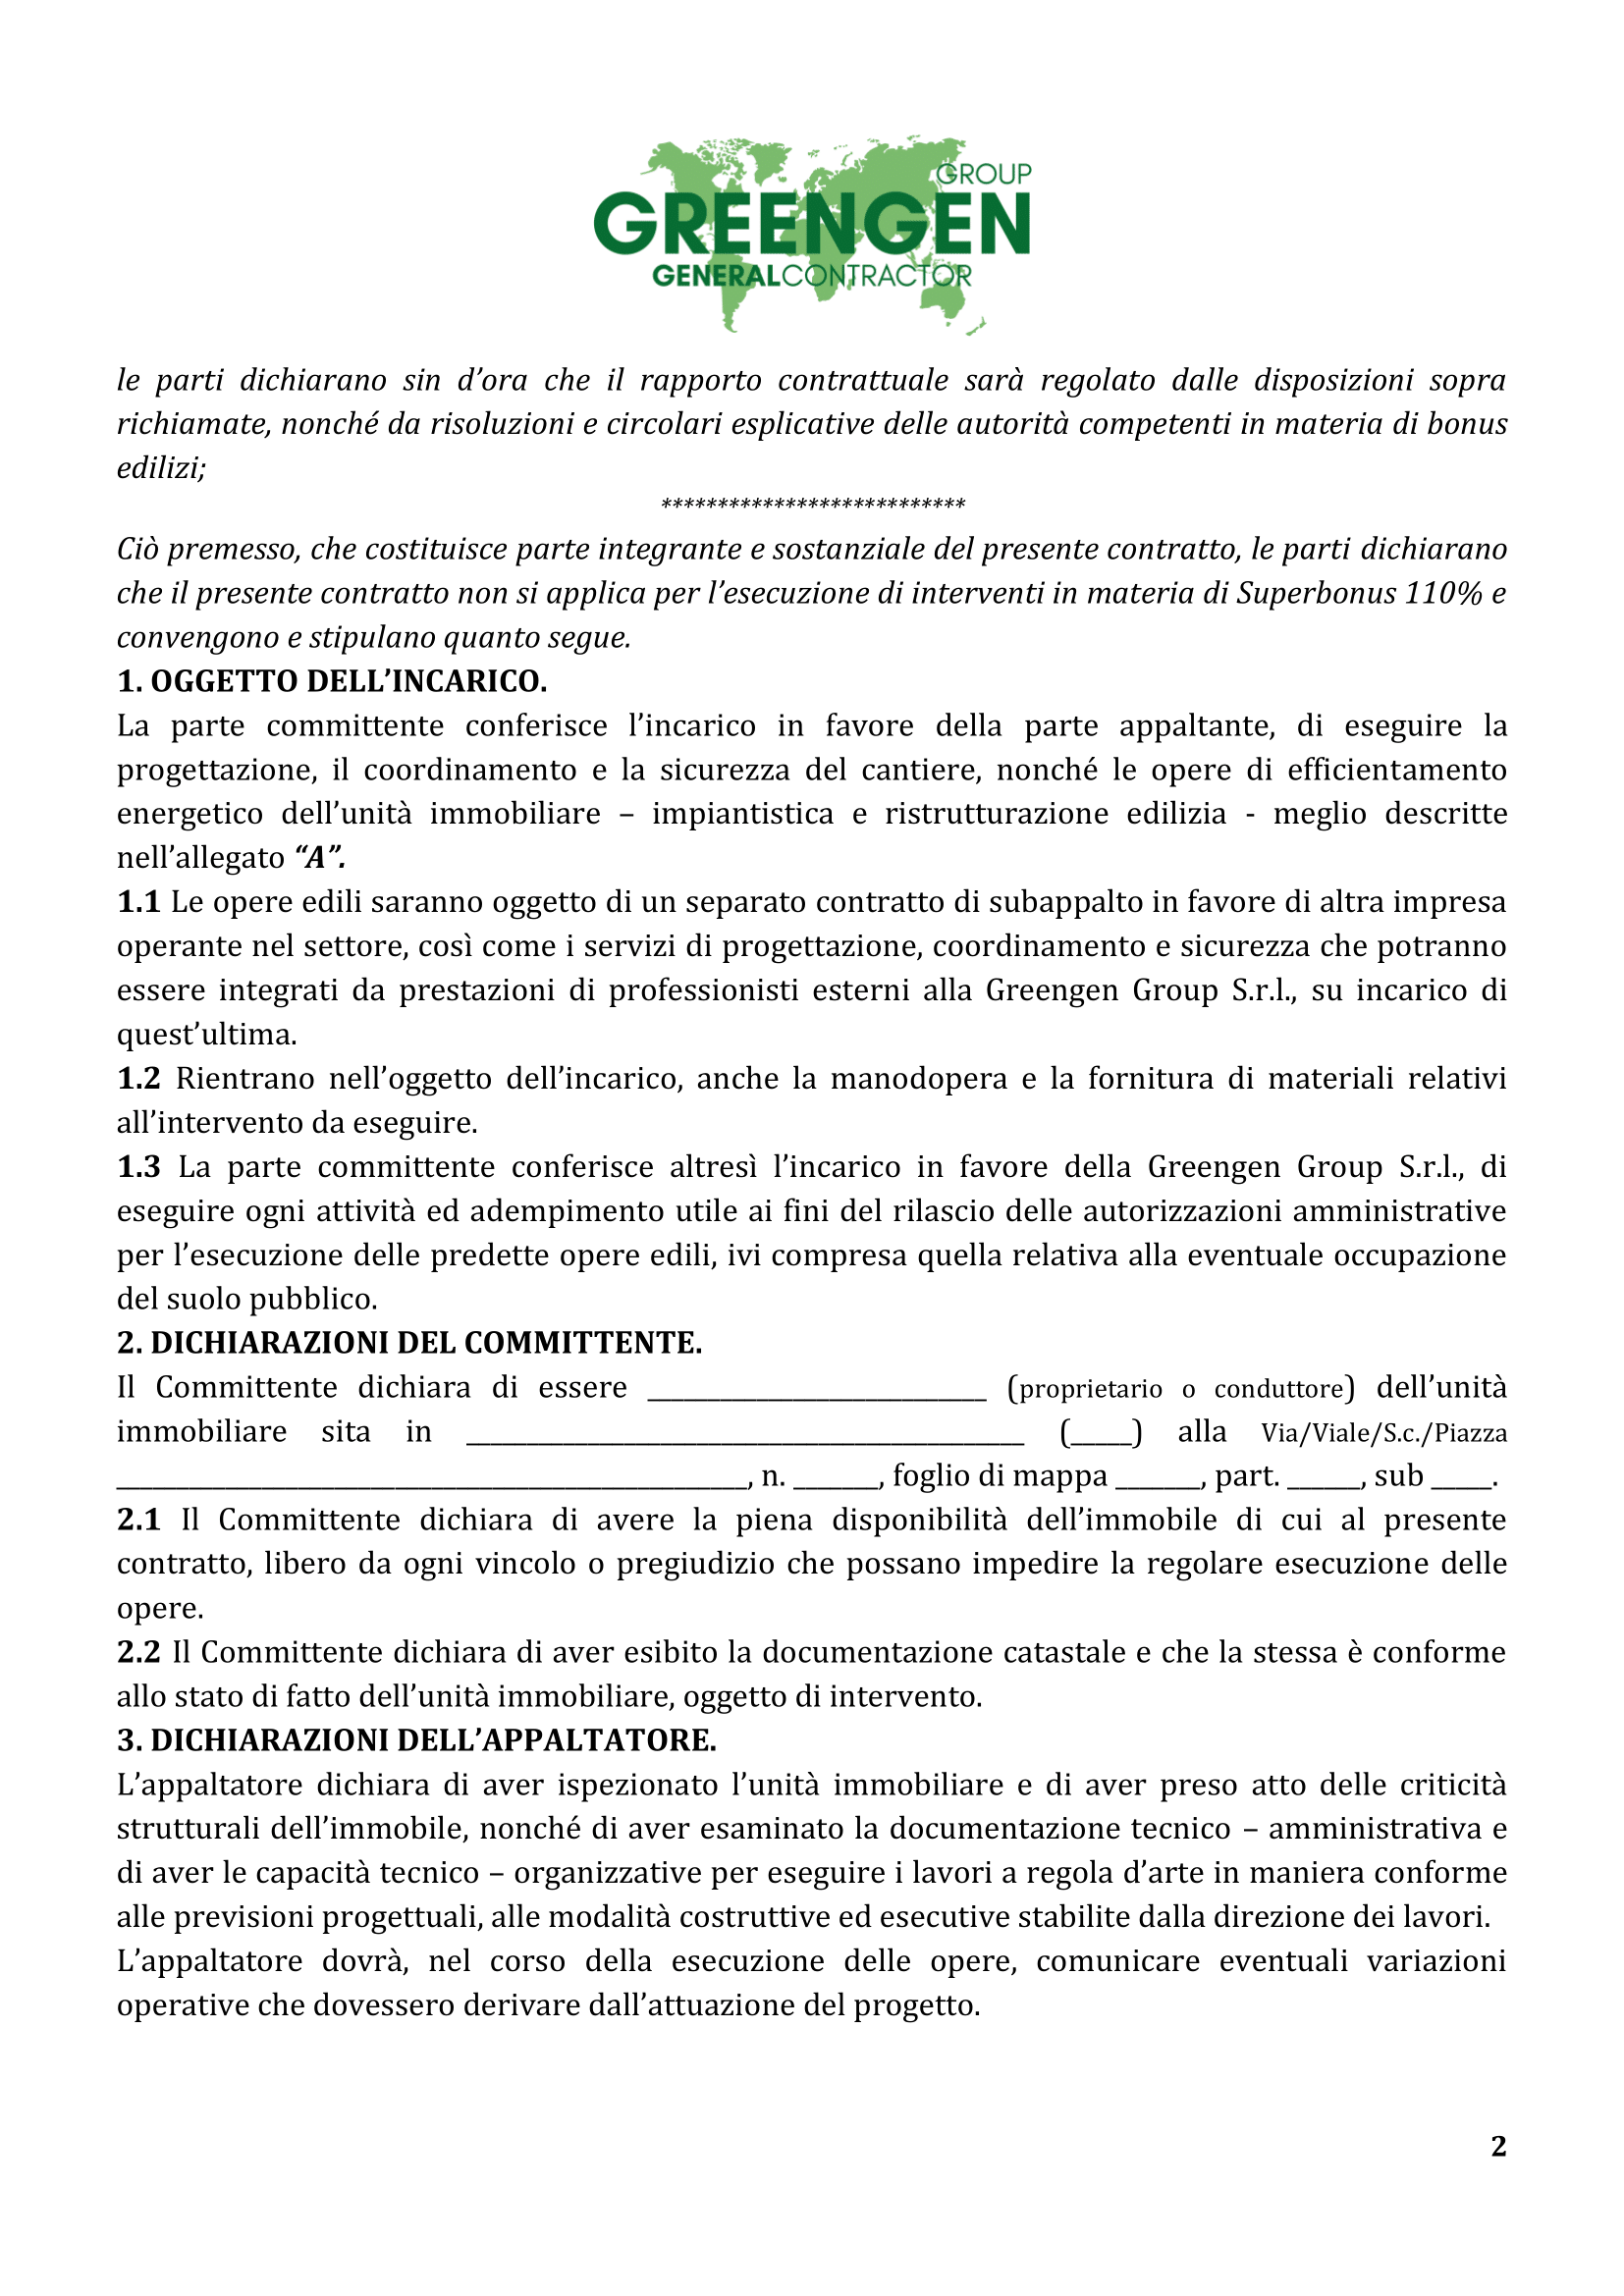 GROUP
GREENGEN
GENERALCONTRACTOR
le parti dichiarano sin d’ora che il rapporto contrattuale sarà regolato dalle disposizioni sopra
richiamate, nonché da risoluzioni e circolari esplicative delle autorità competenti in materia di bonus
edilizi;
***************************
Ciò premesso, che costituisce parte integrante e sostanziale del presente contratto, le parti dichiarano
che il presente contratto non si applica per l’esecuzione di interventi in materia di Superbonus 110% e
convengono e stipulano quanto segue.
1. OGGETTO DELL’INCARICO.
La parte committente conferisce l’incarico in favore della parte appaltante, di eseguire la
progettazione, il coordinamento e la sicurezza del cantiere, nonché le opere di efficientamento
energetico dell’unità immobiliare – impiantistica e ristrutturazione edilizia - meglio descritte
nell’allegato “A”.
1.1 Le opere edili saranno oggetto di un separato contratto di subappalto in favore di altra impresa
operante nel settore, così come i servizi di progettazione, coordinamento e sicurezza che potranno
essere integrati da prestazioni di professionisti esterni alla Greengen Group S.r.l., su incarico di
quest’ultima.
1.2 Rientrano nell’oggetto dell’incarico, anche la manodopera e la fornitura di materiali relativi
all’intervento da eseguire.
1.3 La parte committente conferisce altresì l’incarico in favore della Greengen Group S.r.l., di
eseguire ogni attività ed adempimento utile ai fini del rilascio delle autorizzazioni amministrative
per l’esecuzione delle predette opere edili, ivi compresa quella relativa alla eventuale occupazione
del suolo pubblico.
2. DICHIARAZIONI DEL COMMITTENTE.
Il Committente dichiara di essere ____________________________ (proprietario o conduttore) dell’unità
immobiliare sita in ______________________________________________ (_____) alla Via/Viale/S.c./Piazza
____________________________________________________, n. _______, foglio di mappa _______, part. ______, sub _____.
2.1 Il Committente dichiara di avere la piena disponibilità dell’immobile di cui al presente
contratto, libero da ogni vincolo o pregiudizio che possano impedire la regolare esecuzione delle
opere.
2.2 Il Committente dichiara di aver esibito la documentazione catastale e che la stessa è conforme
allo stato di fatto dell’unità immobiliare, oggetto di intervento.
3. DICHIARAZIONI DELL’APPALTATORE.
L’appaltatore dichiara di aver ispezionato l’unità immobiliare e di aver preso atto delle criticità
strutturali dell’immobile, nonché di aver esaminato la documentazione tecnico – amministrativa e
di aver le capacità tecnico – organizzative per eseguire i lavori a regola d’arte in maniera conforme
alle previsioni progettuali, alle modalità costruttive ed esecutive stabilite dalla direzione dei lavori.
L’appaltatore dovrà, nel corso della esecuzione delle opere, comunicare eventuali variazioni
operative che dovessero derivare dall’attuazione del progetto.
2